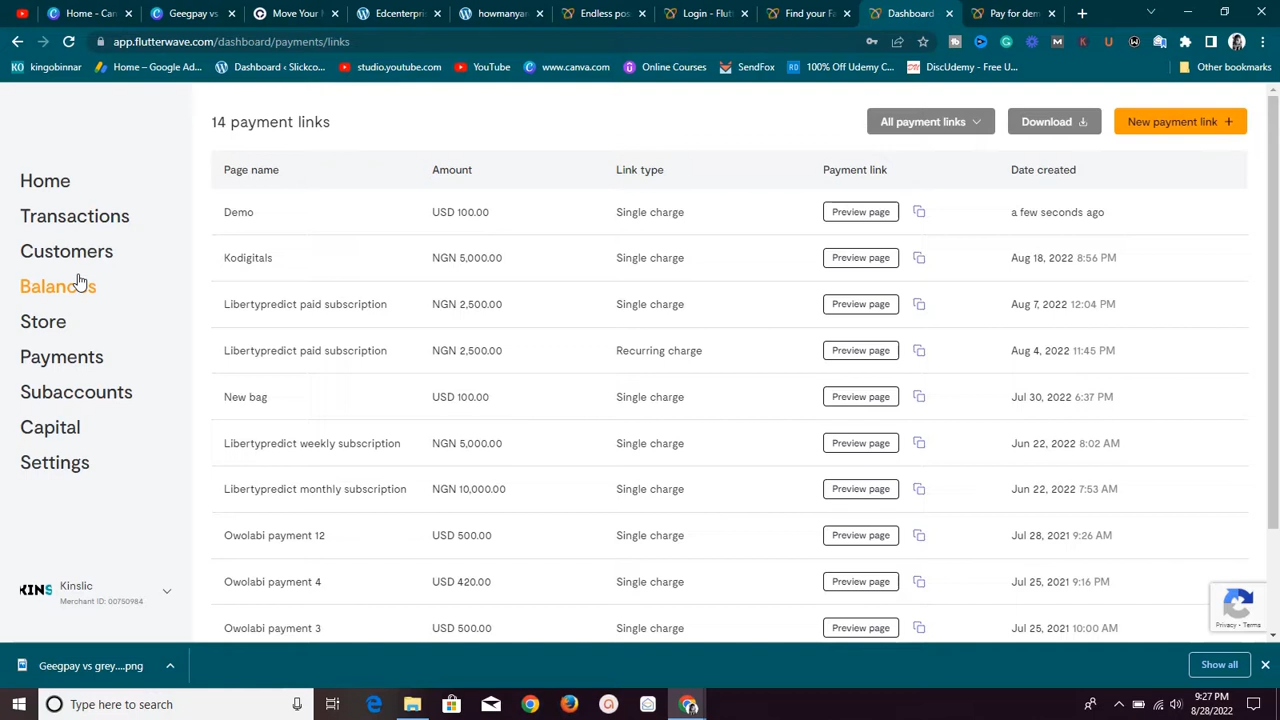 Home - Can
Geegpay vs
Move Your
Edcenterpris
howmanyar
Endless pos
Login - Flut
Find your Fa
Dashboard
Pay for dem
app.flutterwave.com/dashboard/payments/links
kingobinnar
Home – Google Ad...
Dashboard ‹ Slickco...
studio.youtube.com
YouTube
www.canva.com
Online Courses
SendFox
100% Off Udemy C...
DiscUdemy - Free U...
Other bookmarks
14 payment links
All payment links
Download
New payment link +
Page name Amount Link type Payment link Date created
Demo USD 100.00 Single charge Preview page a few seconds ago
Kodigitals NGN 5,000.00 Single charge Preview page Aug 18, 2022 8:56 PM
Libertypredict paid subscription NGN 2,500.00 Single charge Preview page Aug 7, 2022 12:04 PM
Libertypredict paid subscription NGN 2,500.00 Recurring charge Preview page Aug 4, 2022 11:45 PM
New bag USD 100.00 Single charge Preview page Jul 30, 2022 6:37 PM
Libertypredict weekly subscription NGN 5,000.00 Single charge Preview page Jun 22, 2022 8:02 AM
Libertypredict monthly subscription NGN 10,000.00 Single charge Preview page Jun 22, 2022 7:53 AM
Owolabi payment 12 USD 500.00 Single charge Preview page Jul 28, 2021 9:26 AM
Owolabi payment 4 USD 420.00 Single charge Preview page Jul 25, 2021 9:16 PM
Owolabi payment 3 USD 500.00 Single charge Preview page Jul 25, 2021 10:00 AM
Home
Transactions
Customers
Balances
Store
Payments
Subaccounts
Capital
Settings
KINS
Kinslic
Merchant ID: 00750984
Privacy - Terms
Geegpay vs grey....png
Show all
Type here to search
9:27 PM
8/28/2022